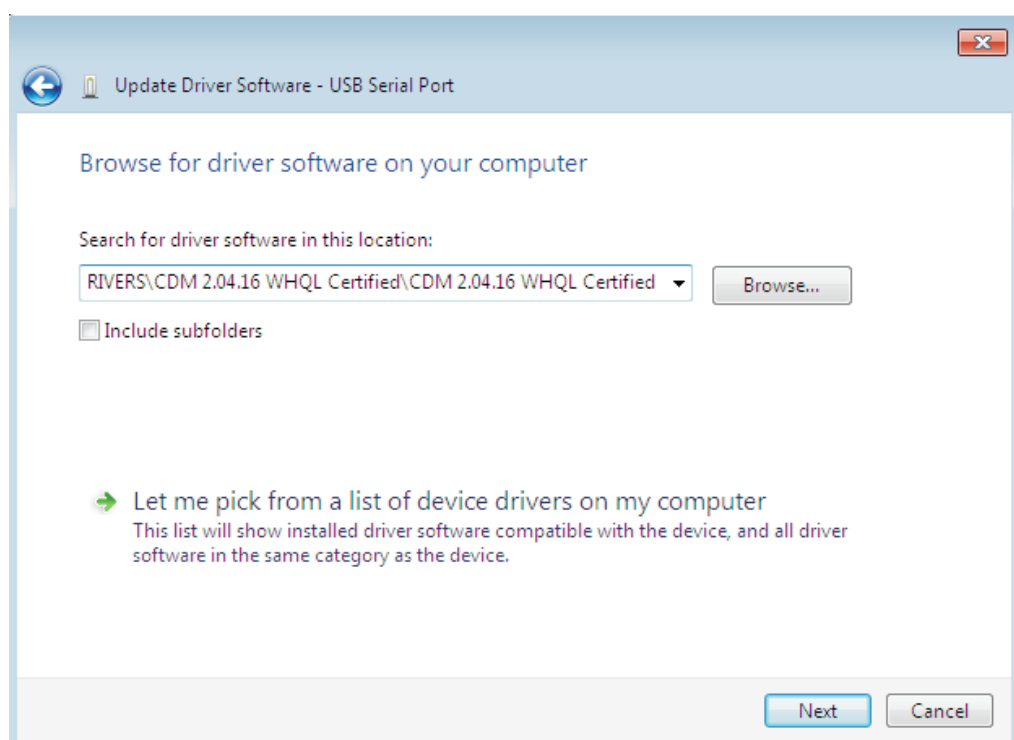 Update Driver Software - USB Serial Port
Browse for driver software on your computer
Search for driver software in this location:
RIVERS\CDM 2.04.16 WHQL Certified\CDM 2.04.16 WHQL Certified
Browse...
Include subfolders
Let me pick from a list of device drivers on my computer
This list will show installed driver software compatible with the device, and all driver
software in the same category as the device.
Next
Cancel